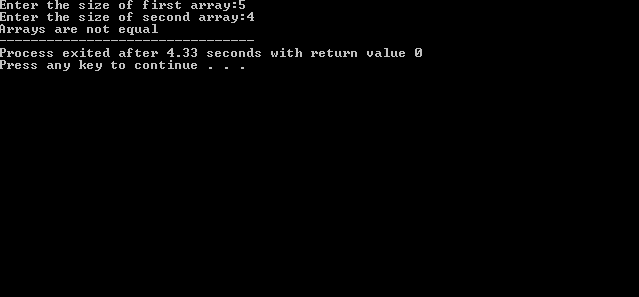 Enter the size of first array:5
Enter the size of second array:4
Arrays are not equal
--------------------------------
Process exited after 4.33 seconds with return value 0
Press any key to continue . . .